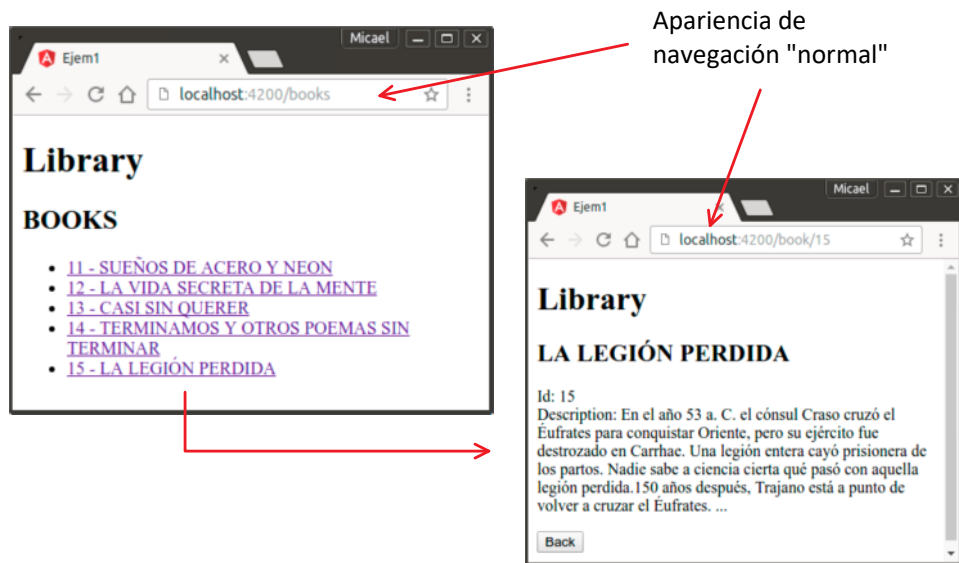 Apariencia de
navegación "normal"
Micael
Ejem1
localhost:4200/books
Library
BOOKS
11 - SUEÑOS DE ACERO Y NEON
12 - LA VIDA SECRETA DE LA MENTE
13 - CASI SIN QUERER
14 - TERMINAMOS Y OTROS POEMAS SIN
TERMINAR
15 - LA LEGIÓN PERDIDA
Micael
Ejem1
localhost:4200/book/15
Library
LA LEGIÓN PERDIDA
Id: 15
Description: En el año 53 a. C. el cónsul Craso cruzó el
Éufrates para conquistar Oriente, pero su ejército fue
destrozado en Carrhae. Una legión entera cayó prisionera de
los partos. Nadie sabe a ciencia cierta qué pasó con aquella
legión perdida.150 años después, Trajano está a punto de
volver a cruzar el Éufrates. ...
Back